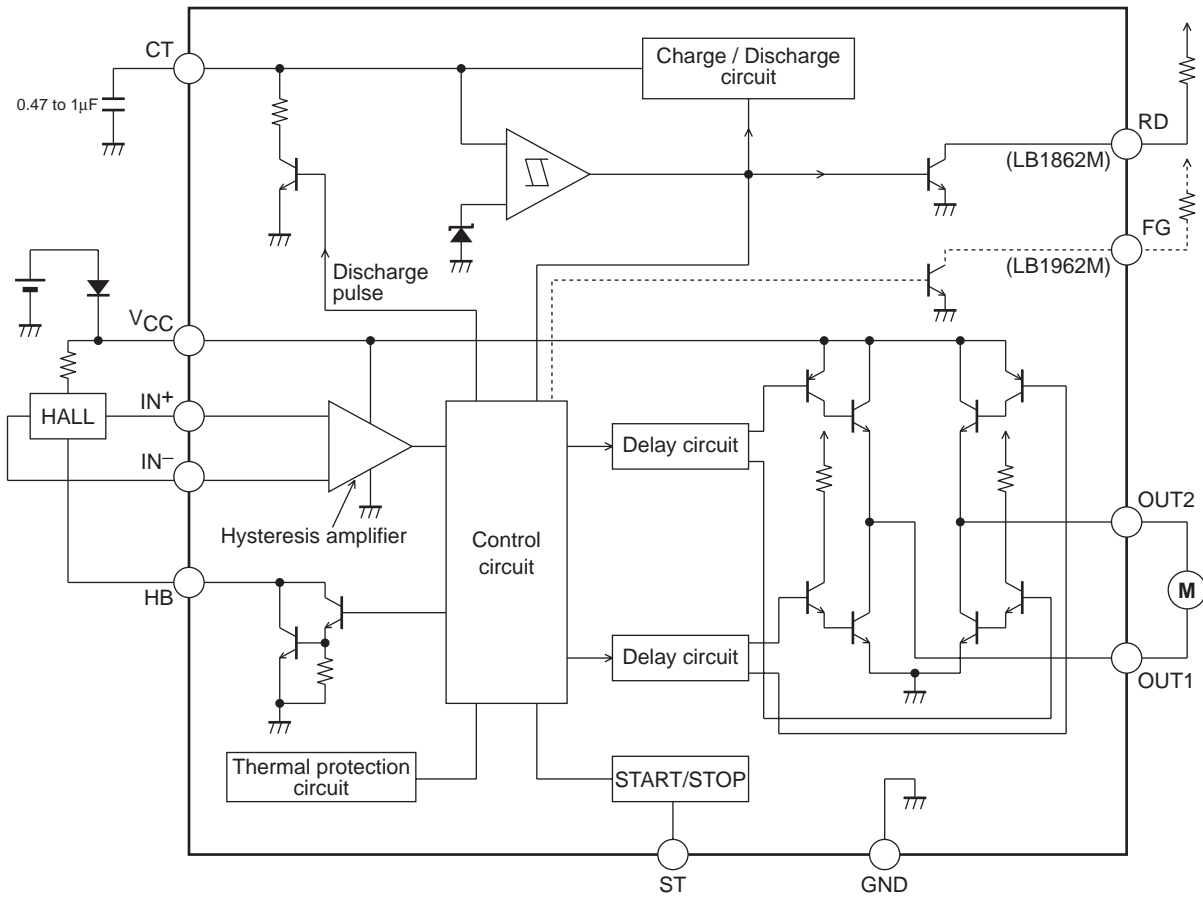 CT
Charge / Discharge
circuit
0.47 to 1μF
RD
(LB1862M)
FG
(LB1962M)
Discharge
pulse
VCC
IN+
HALL
Delay circuit
IN−
Hysteresis amplifier
OUT2
Control
circuit
HB
M
Delay circuit
OUT1
Thermal protection
circuit
START/STOP
ST
GND